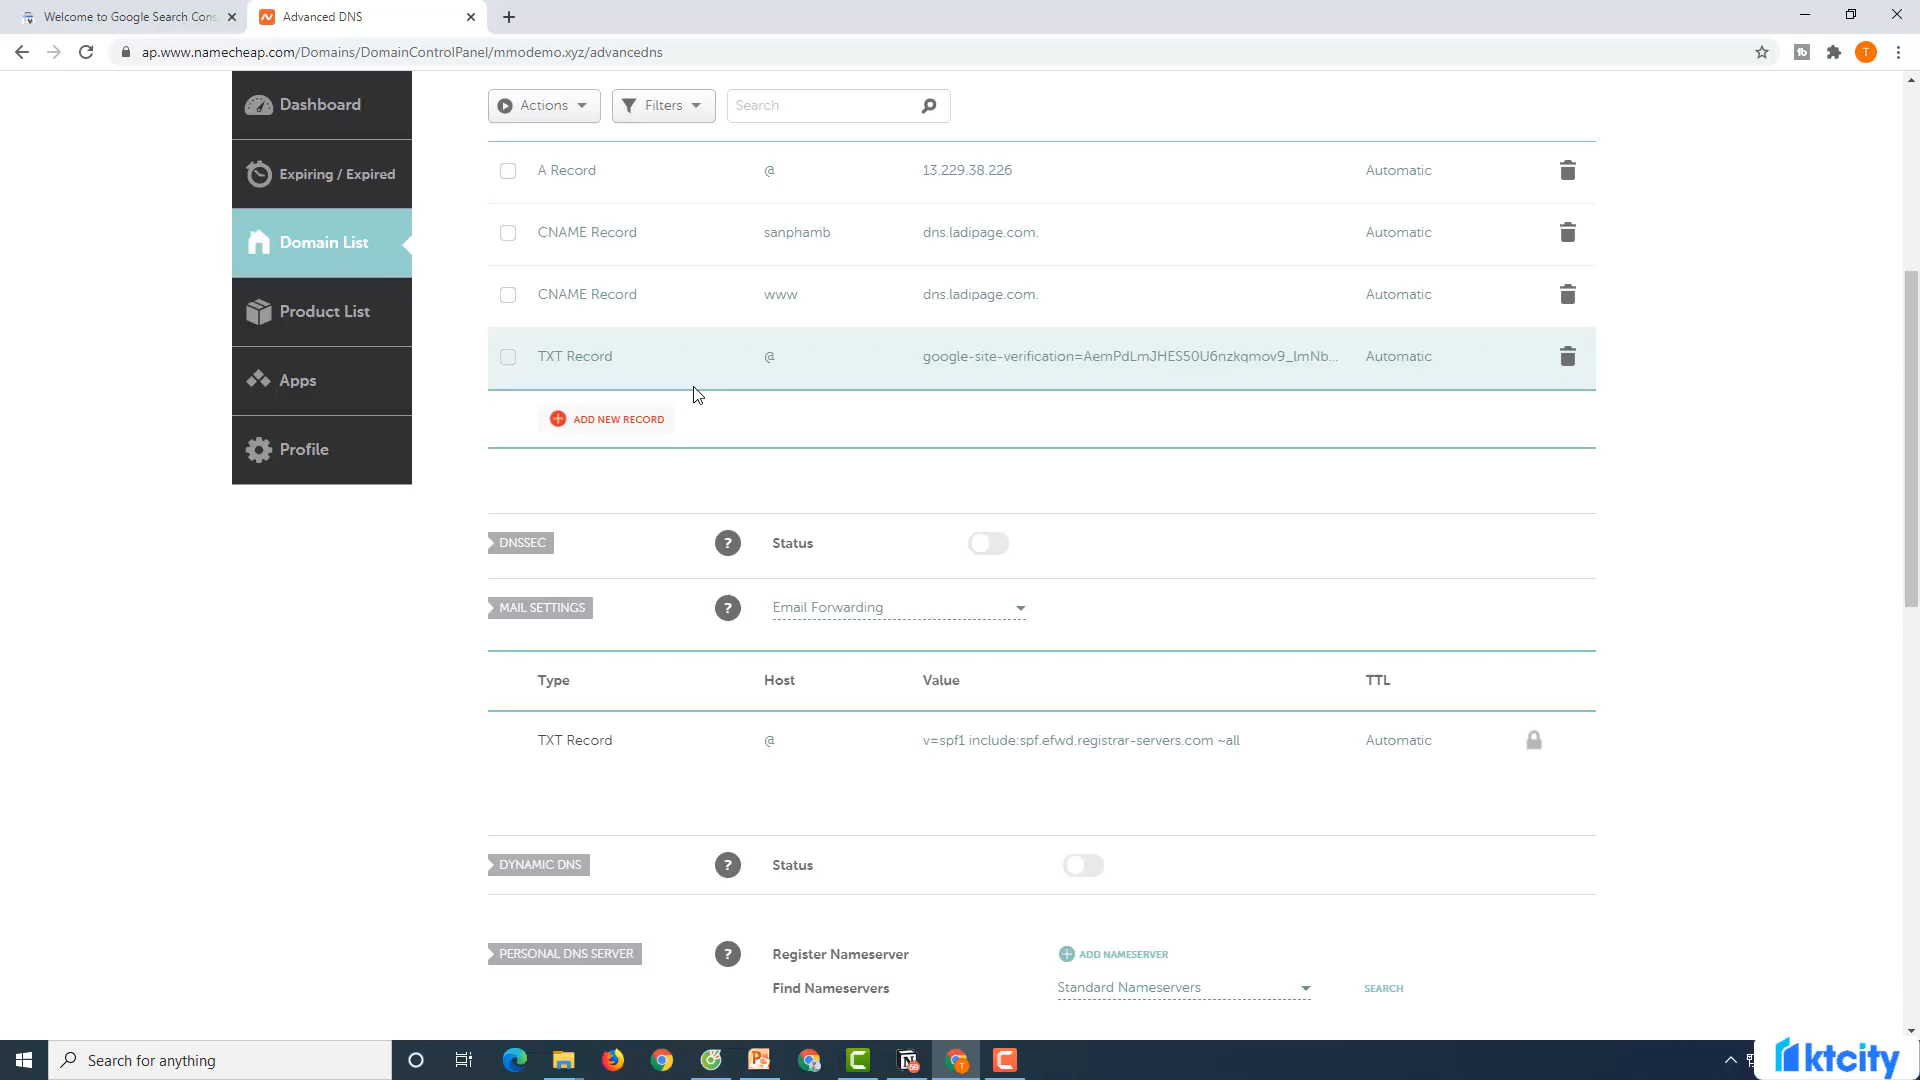 Welcome to Google Search Cons
Advanced DNS
ap.www.namecheap.com/Domains/DomainControlPanel/mmodemo.xyz/advancedns
T
Dashboard
Expiring / Expired
Domain List
Product List
Apps
Profile
Actions
Filters
Search
A Record @ 13.229.38.226 Automatic
CNAME Record sanphamb dns.ladipage.com. Automatic
CNAME Record www dns.ladipage.com. Automatic
TXT Record @ google-site-verification=AemPdLmJHES50U6nzkqmov9_lmNb... Automatic
ADD NEW RECORD
DNSSEC ? Status
MAIL SETTINGS ? Email Forwarding
Type Host Value TTL
TXT Record @ v=spf1 include:spf.efwd.registrar-servers.com ~all Automatic
DYNAMIC DNS ? Status
PERSONAL DNS SERVER ? Register Nameserver ADD NAMESERVER
Find Nameservers Standard Nameservers SEARCH
Search for anything
ktcity